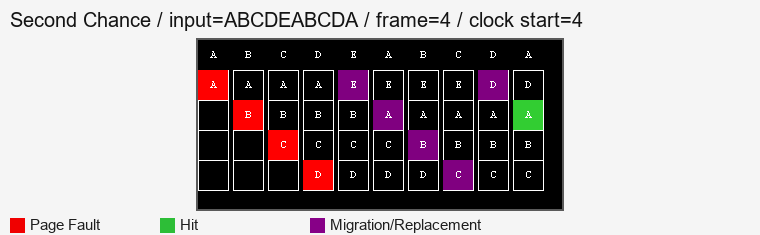 Second Chance / input=ABCDEABCDA / frame=4 / clock start=4
A B C D E A B C D A
A A A A E E E E D D
B B B B A A A A A
C C C C B B B B
D D D D C C C
Page Fault Hit Migration/Replacement